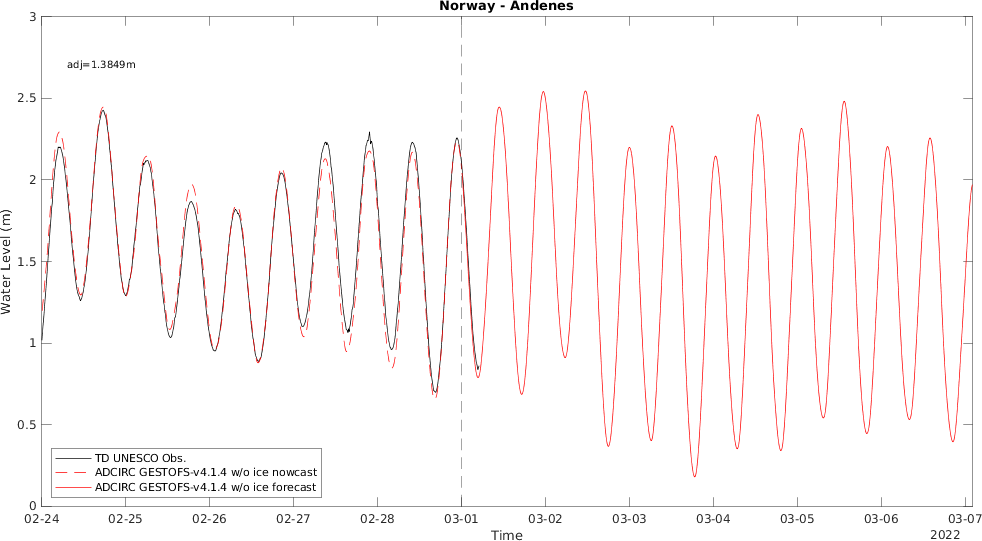 Norway - Andenes
adj=1.3849m
Water Level (m)
3
2.5
2
1.5
1
0.5
0
TD UNESCO Obs.
ADCIRC GESTOFS-v4.1.4 w/o ice nowcast
ADCIRC GESTOFS-v4.1.4 w/o ice forecast
02-24 02-25 02-26 02-27 02-28 03-01 03-02 03-03 03-04 03-05 03-06 03-07
Time
2022